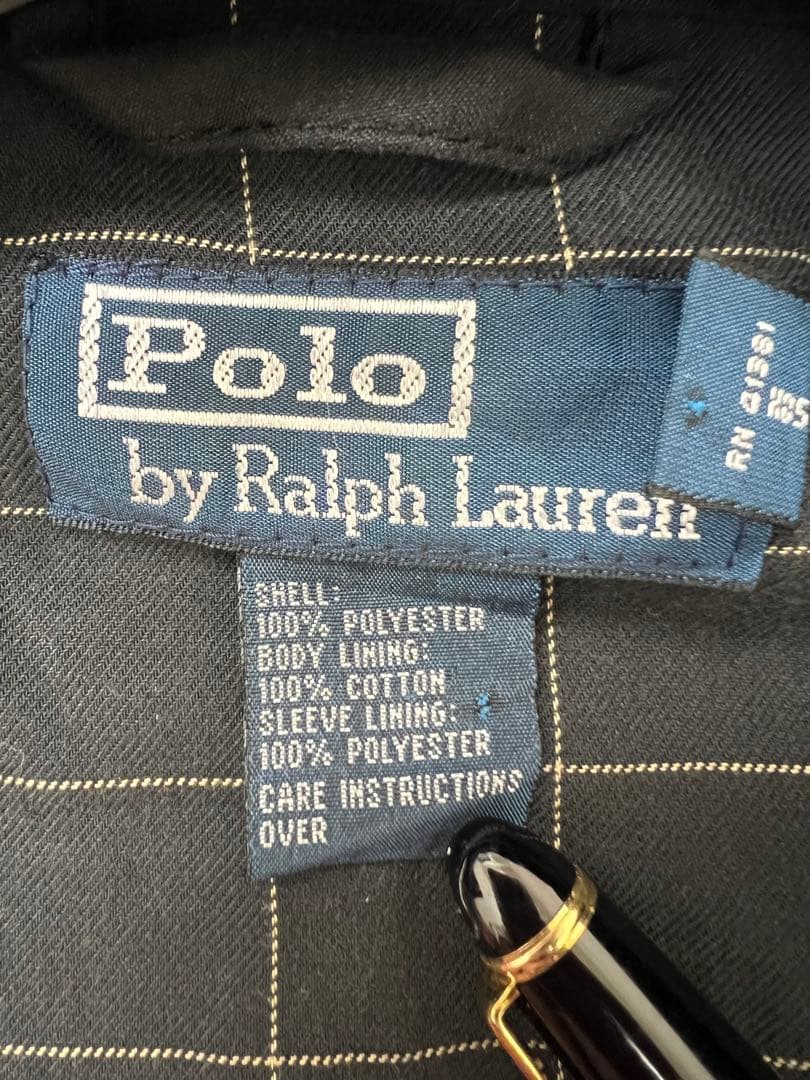 Polo
by Ralph Lauren
SHELL:
100% POLYESTER
BODY LINING:
100% COTTON
SLEEVE LINING:
100% POLYESTER
CARE INSTRUCTIONS
OVER
RN 41381